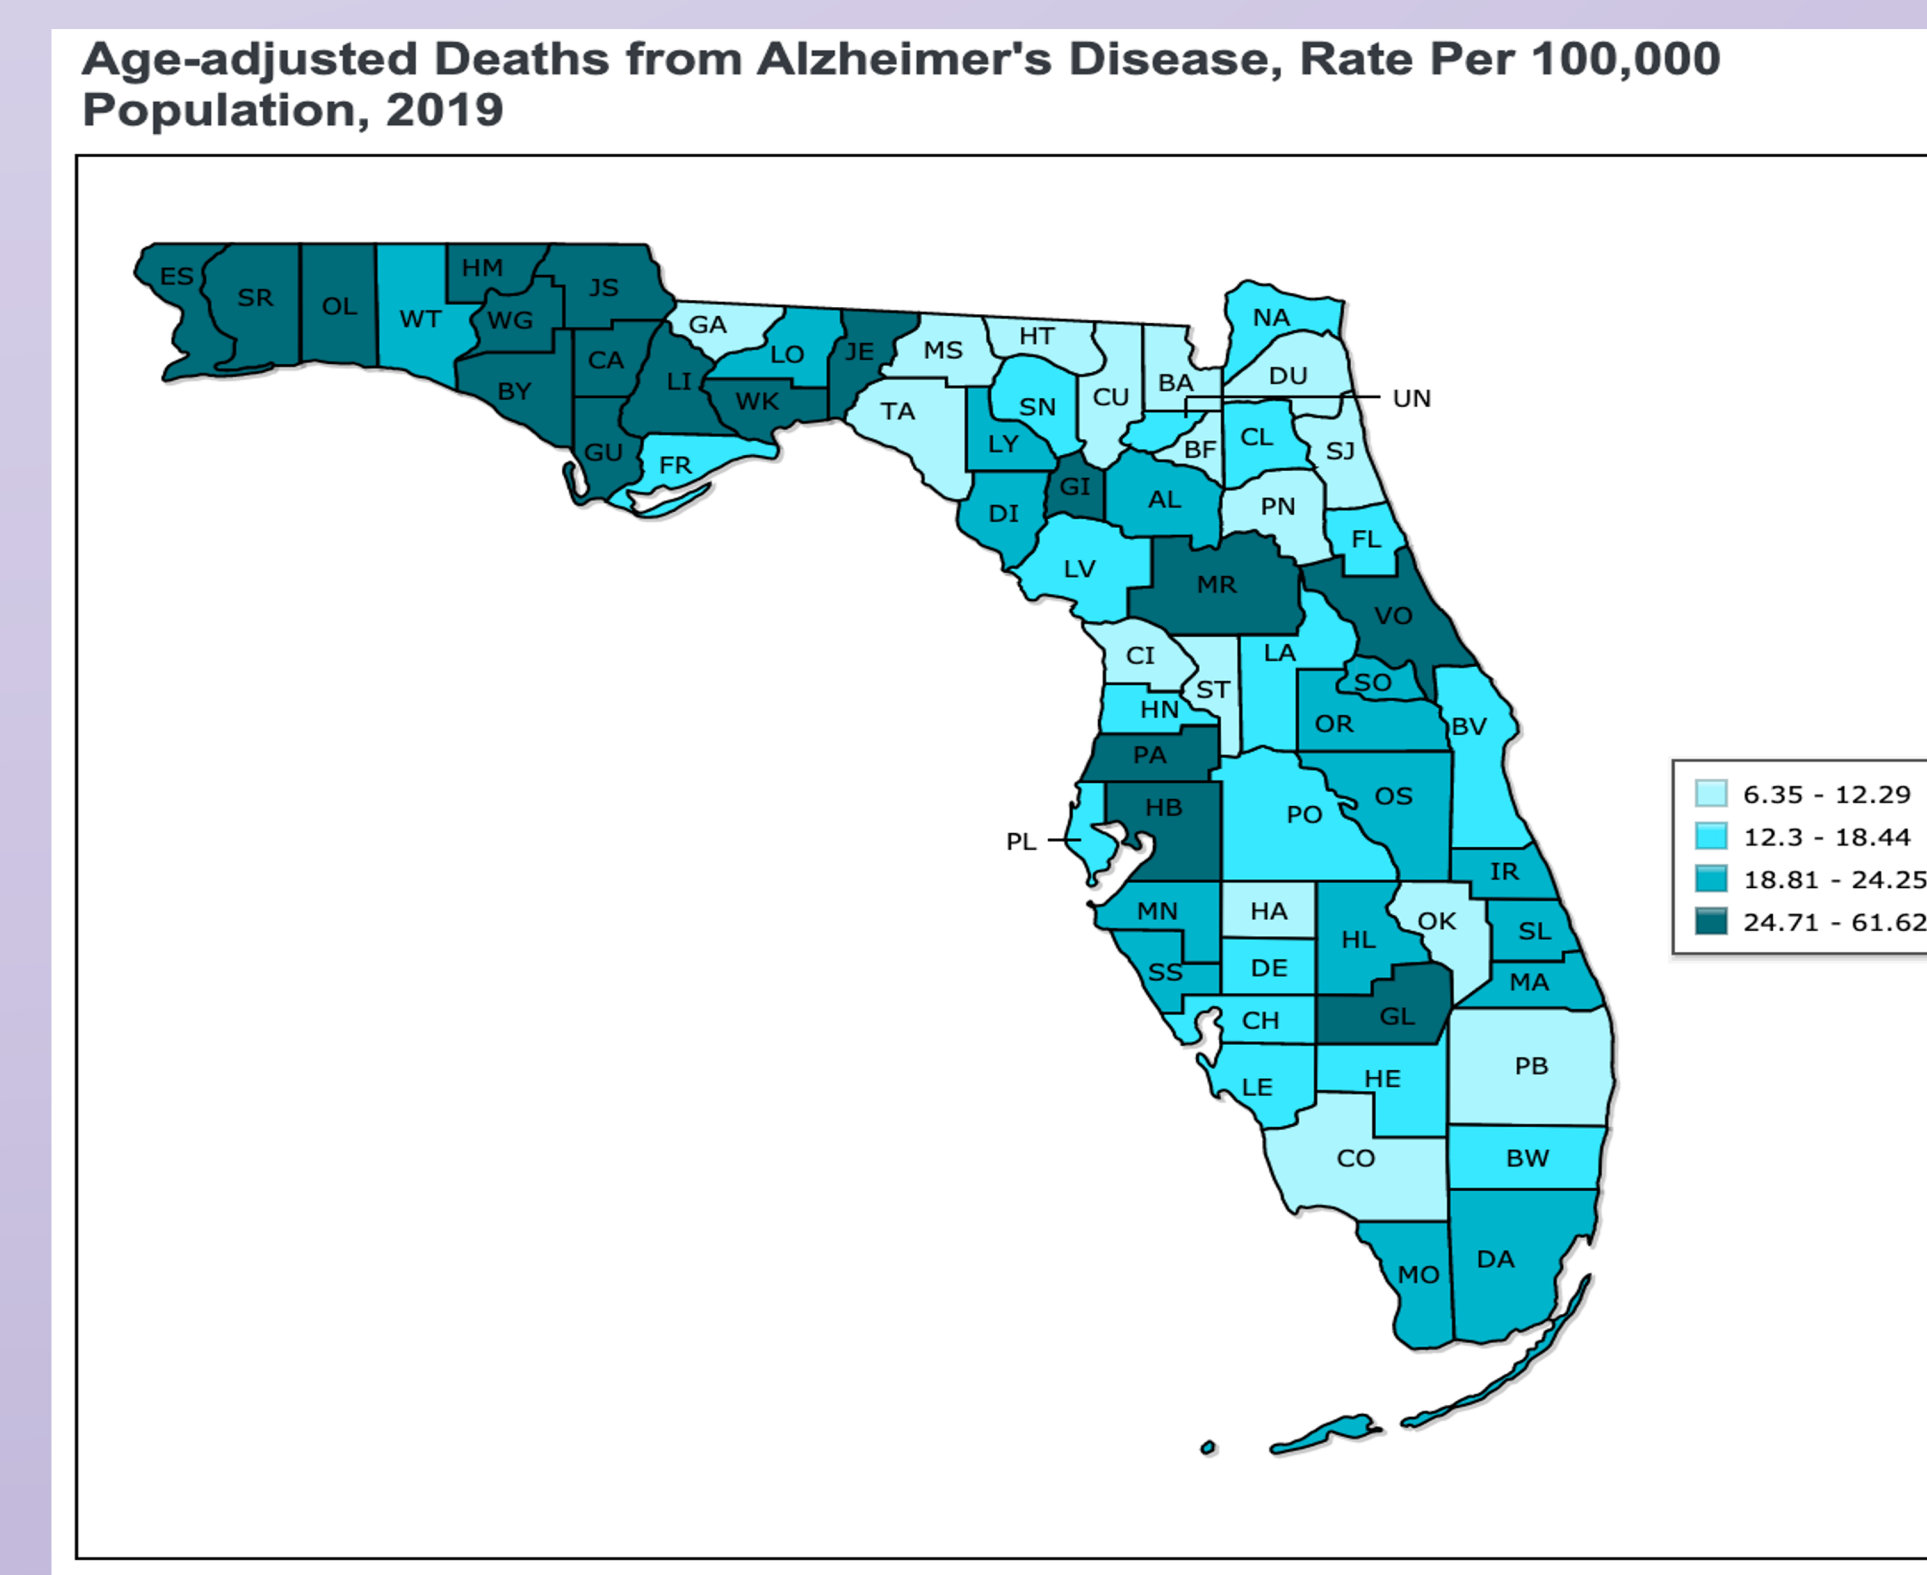 Age-adjusted Deaths from Alzheimer's Disease, Rate Per 100,000
Population, 2019
ES
SR
OL
WT
HM
WG
JS
BY
CA
GU
LI
GA
LO
WK
JE
FR
MS
HT
TA
SN
CU
BA
NA
DU
UN
LY
BF
CL
SJ
GI
DI
AL
PN
FL
LV
MR
VO
CI
ST
LA
SO
HN
OR
BV
PA
HB
PO
OS
PL
IR
MN
HA
HL
OK
SL
SS
DE
MA
CH
GL
LE
HE
PB
CO
BW
MO
DA
6.35 - 12.29
12.3 - 18.44
18.81 - 24.25
24.71 - 61.62